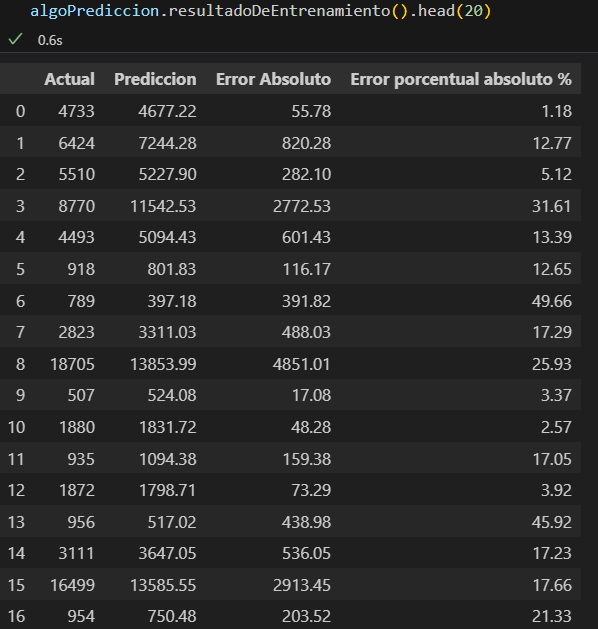 algoPrediccion.resultadoDeEntrenamiento().head(20)
0.6s
Actual Prediccion Error Absoluto Error porcentual absoluto %
0 4733 4677.22 55.78 1.18
1 6424 7244.28 820.28 12.77
2 5510 5227.90 282.10 5.12
3 8770 11542.53 2772.53 31.61
4 4493 5094.43 601.43 13.39
5 918 801.83 116.17 12.65
6 789 397.18 391.82 49.66
7 2823 3311.03 488.03 17.29
8 18705 13853.99 4851.01 25.93
9 507 524.08 17.08 3.37
10 1880 1831.72 48.28 2.57
11 935 1094.38 159.38 17.05
12 1872 1798.71 73.29 3.92
13 956 517.02 438.98 45.92
14 3111 3647.05 536.05 17.23
15 16499 13585.55 2913.45 17.66
16 954 750.48 203.52 21.33